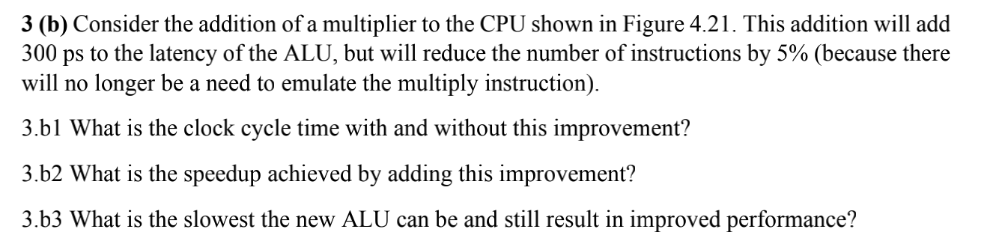 3 (b) Consider the addition of a multiplier to the CPU shown in Figure 4.21. This addition will add
300 ps to the latency of the ALU, but will reduce the number of instructions by 5% (because there
will no longer be a need to emulate the multiply instruction).
3.b1 What is the clock cycle time with and without this improvement?
3.b2 What is the speedup achieved by adding this improvement?
3.b3 What is the slowest the new ALU can be and still result in improved performance?